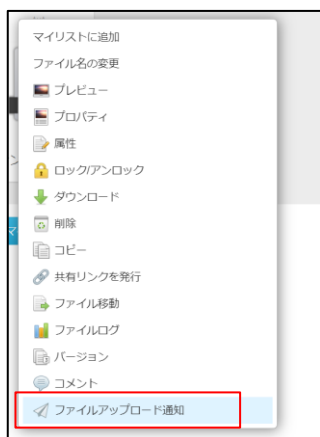 マイリストに追加
ファイル名の変更
プレビュー
プロパティ
属性
ロック/アンロック
ダウンロード
削除
コピー
共有リンクを発行
ファイル移動
ファイルログ
バージョン
コメント
ファイルアップロード通知